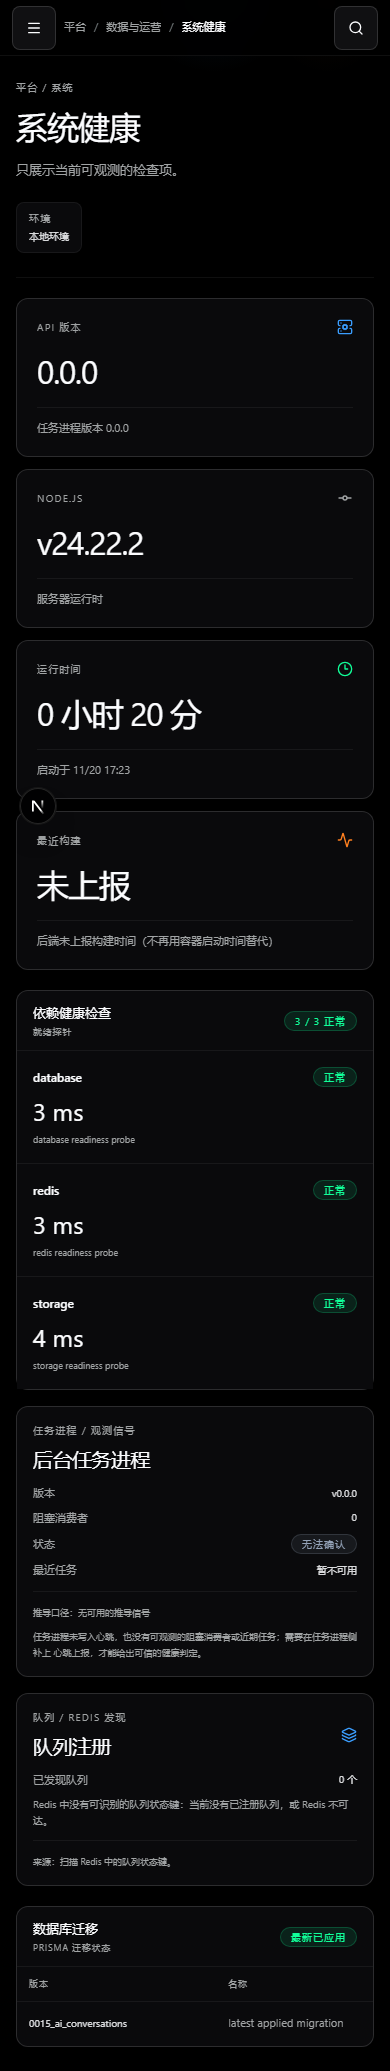 平台 / 数据与运营 / 系统健康
平台 / 系统
系统健康
只展示当前可观测的检查项。
环境
本地环境
API 版本
0.0.0
任务进程版本 0.0.0
NODE.JS
v24.22.2
服务器运行时
运行时间
0 小时 20 分
启动于 11/20 17:23
N
最近构建
未上报
后端未上报构建时间（不再用容器启动时间替代）
依赖健康检查
3 / 3 正常
就绪探针
database
正常
3 ms
database readiness probe
redis
正常
3 ms
redis readiness probe
storage
正常
4 ms
storage readiness probe
任务进程 / 观测信号
后台任务进程
版本
v0.0.0
阻塞消费者
0
状态
无法确认
最近任务
暂不可用
推导口径：无可用的推导信号
任务进程未写入心跳，也没有可观测的阻塞消费者或近期任务；需要在任务进程侧
补上 心跳上报，才能给出可信的健康判定。
队列 / REDIS 发现
队列注册
已发现队列
0 个
Redis 中没有可识别的队列状态键：当前没有已注册队列，或 Redis 不可
达。
来源：扫描 Redis 中的队列状态键。
数据库迁移
最新已应用
PRISMA 迁移状态
版本
名称
0015_ai_conversations
latest applied migration